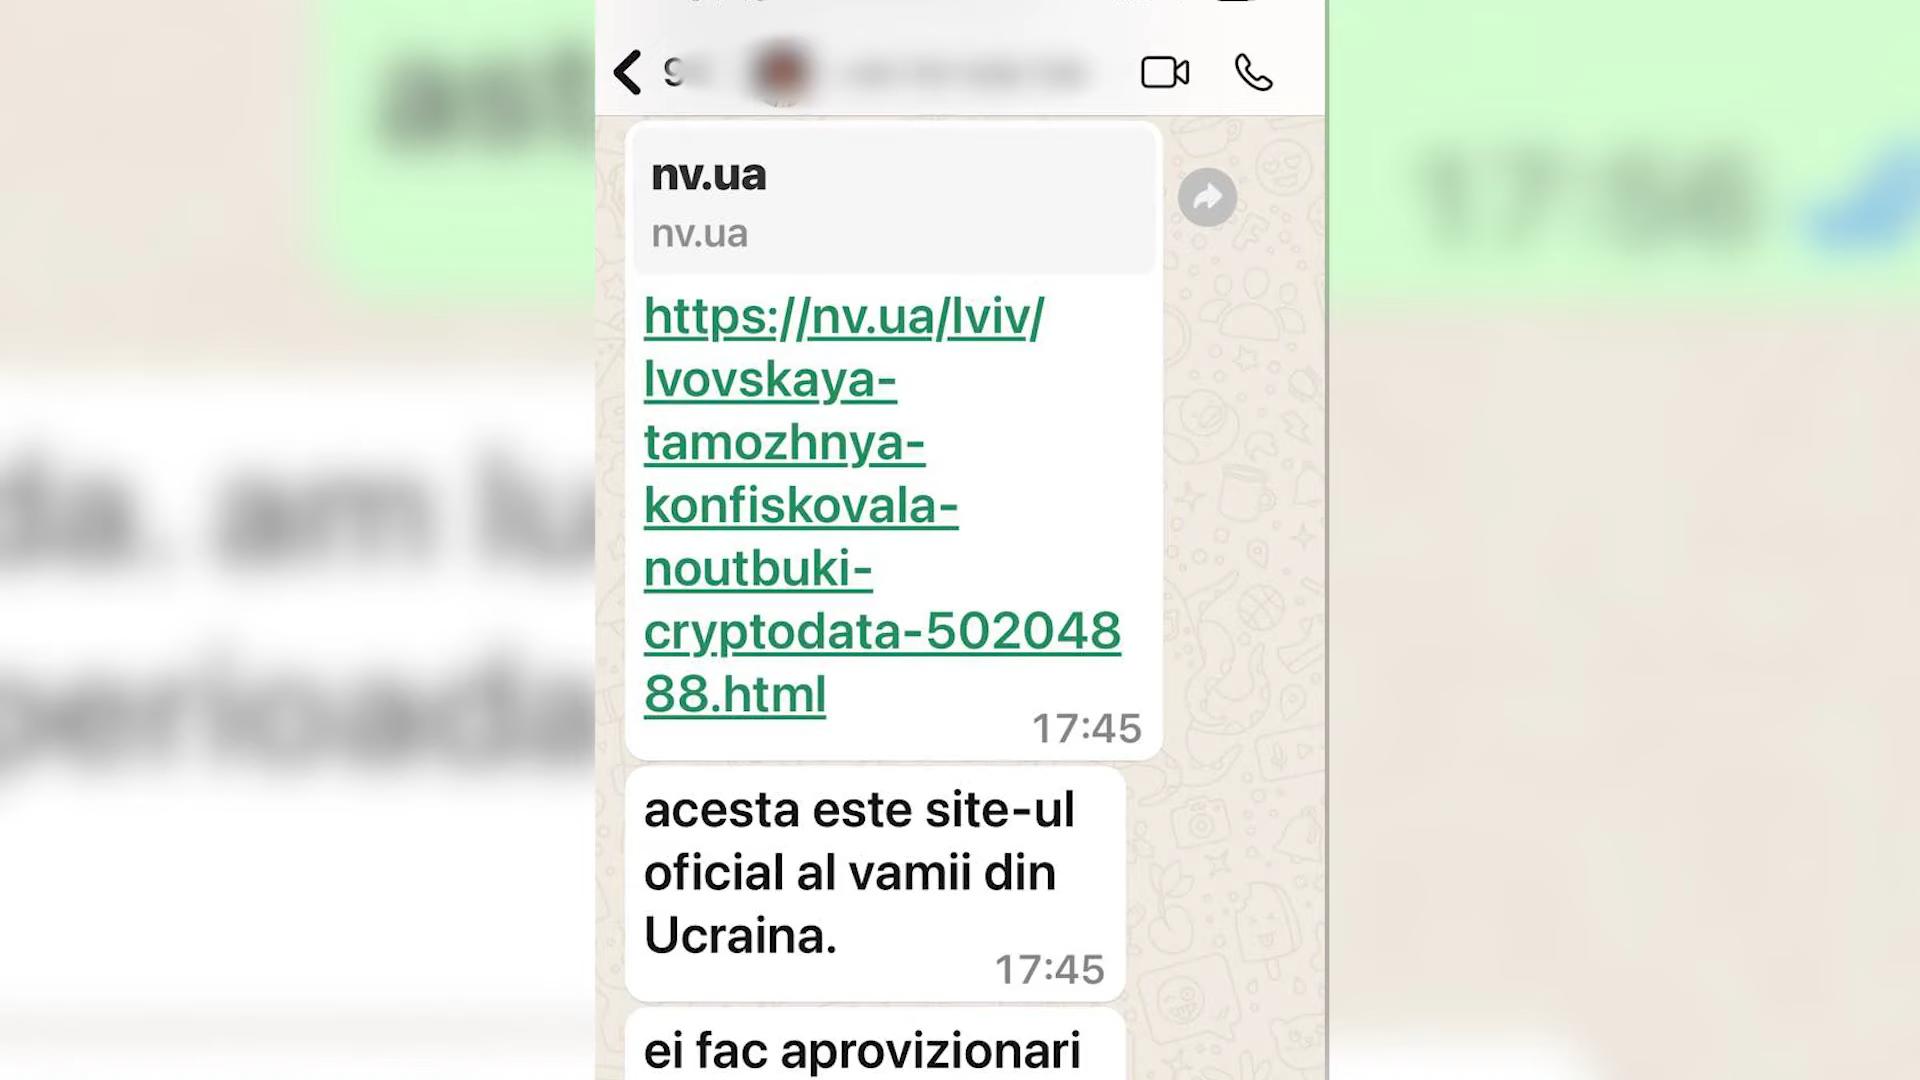 nv.ua
nv.ua
https://nv.ua/lviv/
lvovskaya-
tamozhnya-
konfiskovala-
noutbuki-
cryptodata-502048
88.html
17:45
acesta este site-ul
oficial al vamii din
Ucraina.
17:45
ei fac aprovizionari